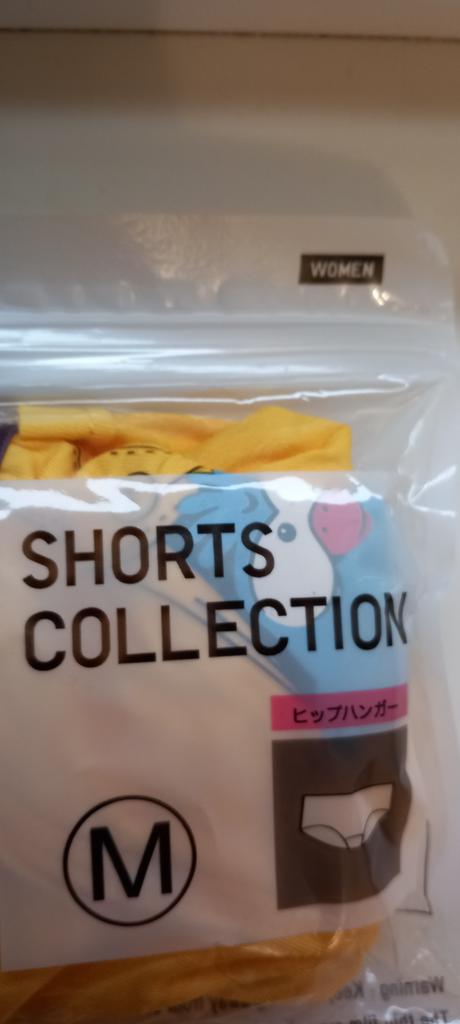 WOMEN
SHORTS
COLLECTION
ヒップハンガー
M
Warning